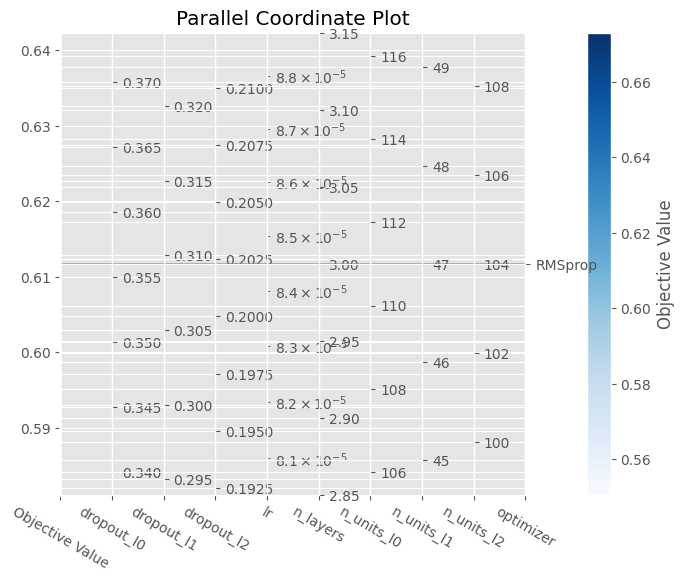 Parallel Coordinate Plot
0.64
0.63
0.62
0.61
0.60
0.59
0.370
0.365
0.360
0.355
0.350
0.345
0.340
0.320
0.315
0.310
0.305
0.300
0.295
0.2100
0.2075
0.2050
0.2025
0.2000
0.1975
0.1950
0.1925
8.8 × 10⁻⁵
8.7 × 10⁻⁵
8.6 × 10⁻⁵
8.5 × 10⁻⁵
8.4 × 10⁻⁵
8.3 × 10⁻⁵
8.2 × 10⁻⁵
8.1 × 10⁻⁵
3.15
3.10
3.05
3.00
2.95
2.90
2.85
116
114
112
110
108
106
49
48
47
46
45
108
106
104
102
100
RMSprop
Objective Value
dropout_l0
dropout_l1
dropout_l2
lr
n_layers
n_units_l0
n_units_l1
n_units_l2
optimizer
0.66
0.64
0.62
0.60
0.58
0.56
Objective Value